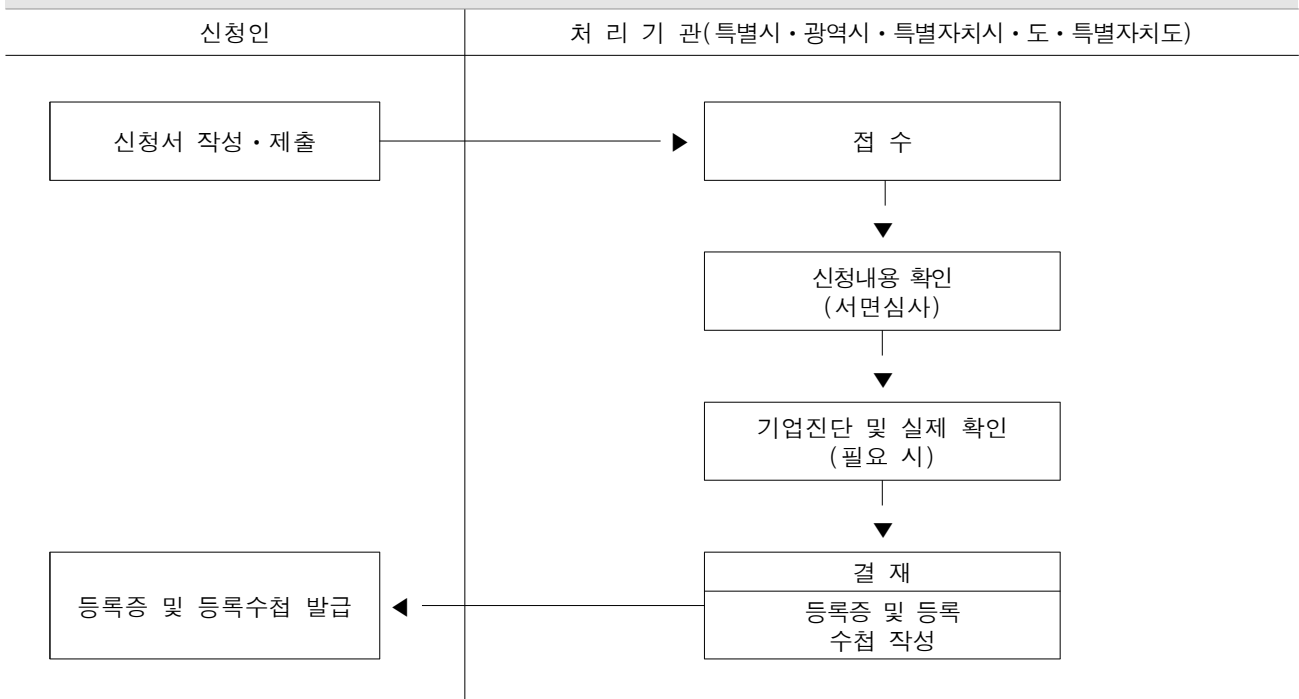 신청인
처 리 기 관(특별시・광역시・특별자치시・도・특별자치도)
신청서 작성・제출
접 수
신청내용 확인
(서면심사)
기업진단 및 실제 확인
(필요 시)
결 재
등록증 및 등록
수첩 작성
등록증 및 등록수첩 발급